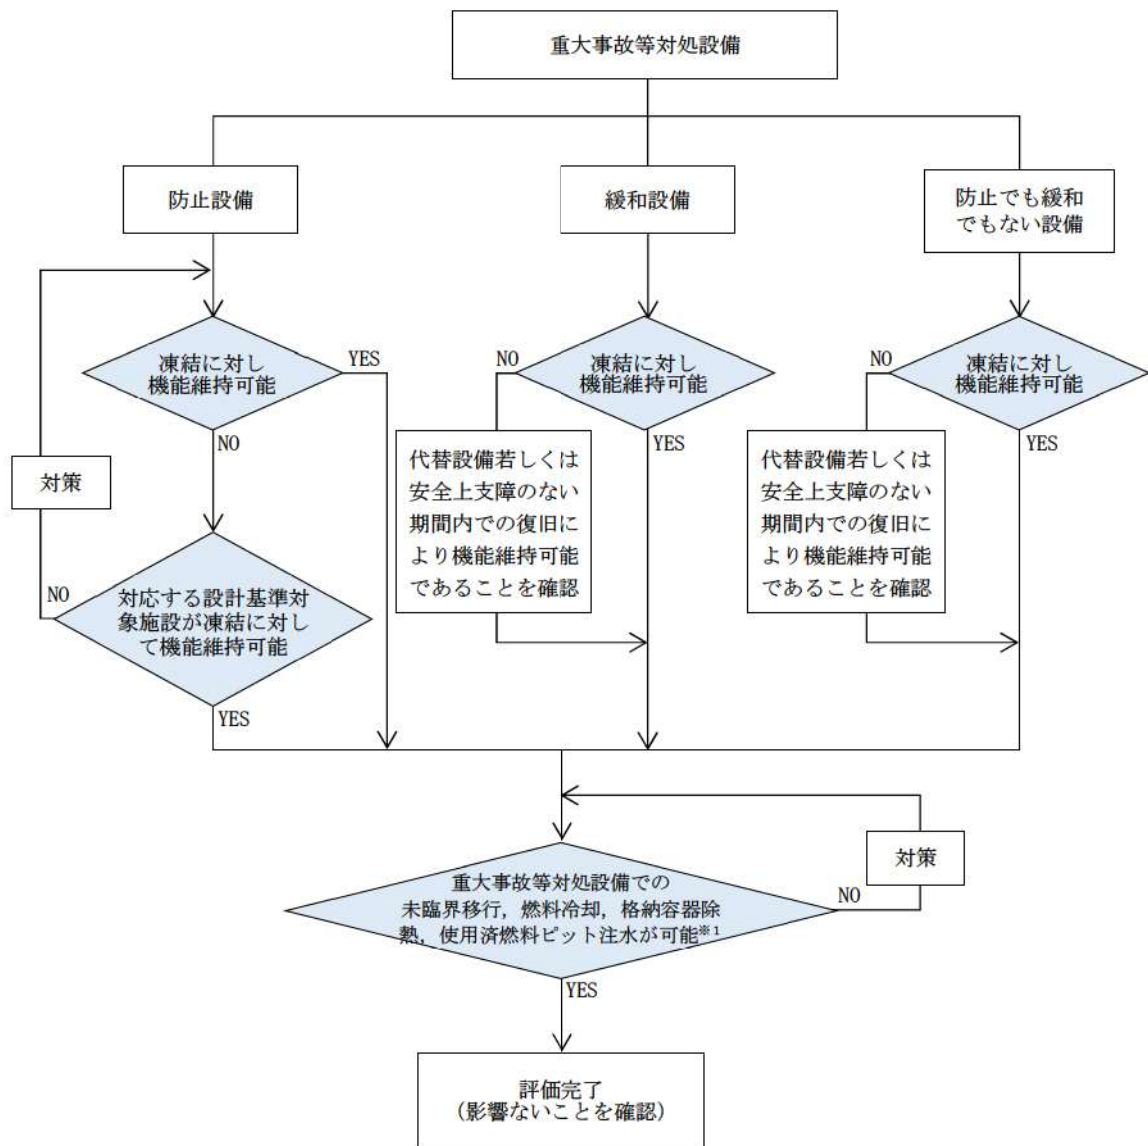 重大事故等対処設備
防止設備
緩和設備
防止でも緩和
でもない設備
凍結に対し
機能維持可能
YES
NO
凍結に対し
機能維持可能
NO
YES
凍結に対し
機能維持可能
NO
YES
対策
代替設備若しくは
安全上支障のない
期間内での復旧に
より機能維持可能
であることを確認
代替設備若しくは
安全上支障のない
期間内での復旧に
より機能維持可能
であることを確認
NO
対応する設計基準対
象施設が凍結に対し
て機能維持可能
YES
対策
重大事故等対処設備での
未臨界移行，燃料冷却，格納容器除
熱，使用済燃料ピット注水が可能※1
NO
YES
評価完了
（影響ないことを確認）